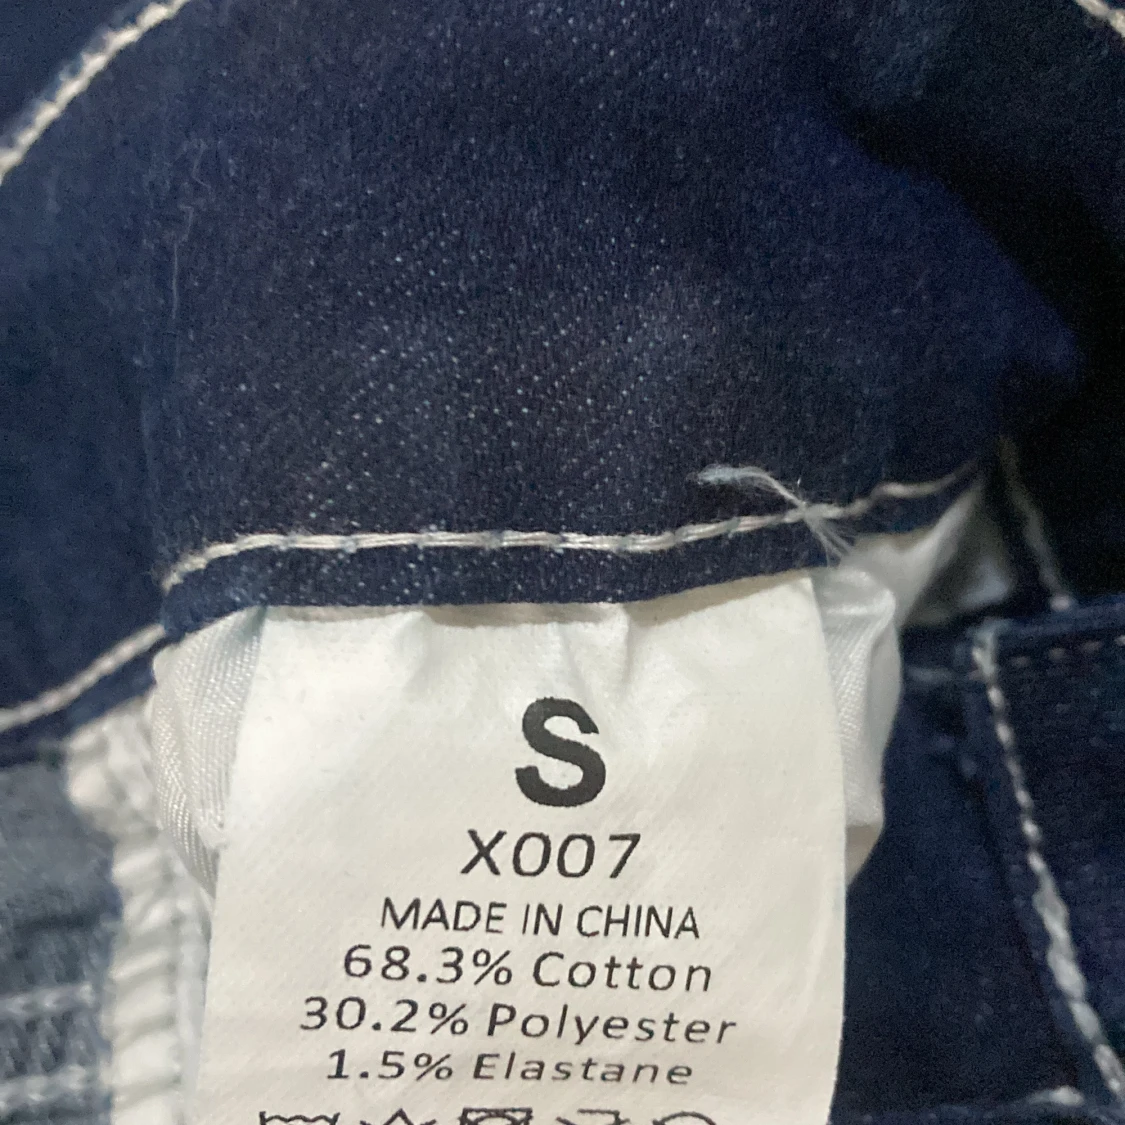 S
X007
MADE IN CHINA
68.3% Cotton
30.2% Polyester
1.5% Elastane